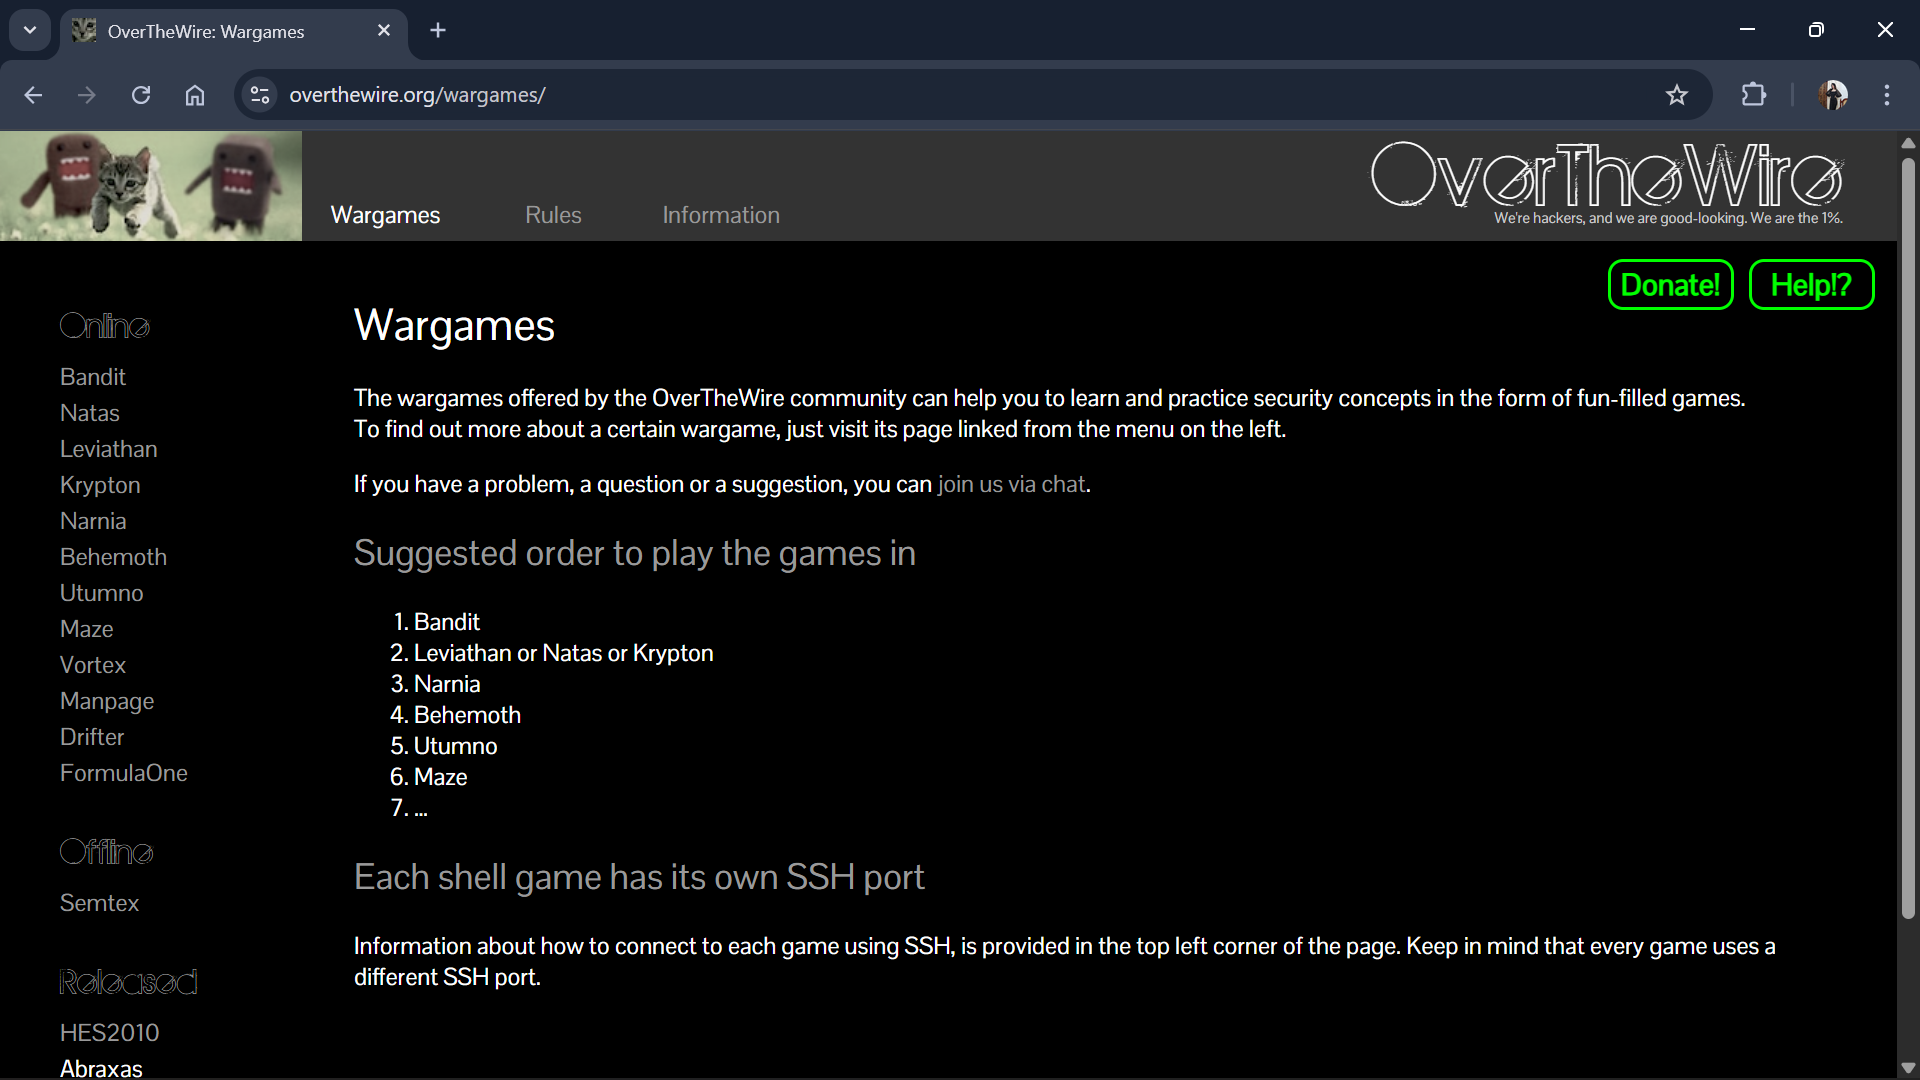 OverTheWire: Wargames
overthewire.org/wargames/
Wargames
Rules
Information
OverTheWire
We're hackers, and we are good-looking. We are the 1%.
Donate!
Help!?
Online
Bandit
Natas
Leviathan
Krypton
Narnia
Behemoth
Utumno
Maze
Vortex
Manpage
Drifter
FormulaOne
Offline
Semtex
Released
HES2010
Abraxas
Wargames
The wargames offered by the OverTheWire community can help you to learn and practice security concepts in the form of fun-filled games.
To find out more about a certain wargame, just visit its page linked from the menu on the left.
If you have a problem, a question or a suggestion, you can join us via chat.
Suggested order to play the games in
1. Bandit
2. Leviathan or Natas or Krypton
3. Narnia
4. Behemoth
5. Utumno
6. Maze
7. ...
Each shell game has its own SSH port
Information about how to connect to each game using SSH, is provided in the top left corner of the page. Keep in mind that every game uses a
different SSH port.